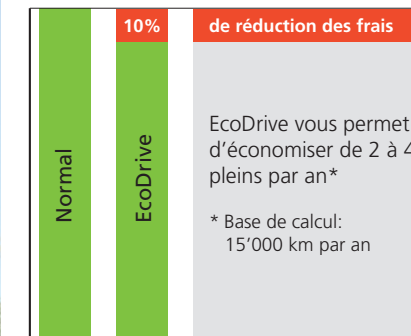 10%
de réduction des frais
Normal
EcoDrive
EcoDrive vous permet
d’économiser de 2 à 4
pleins par an*
* Base de calcul:
15’000 km par an